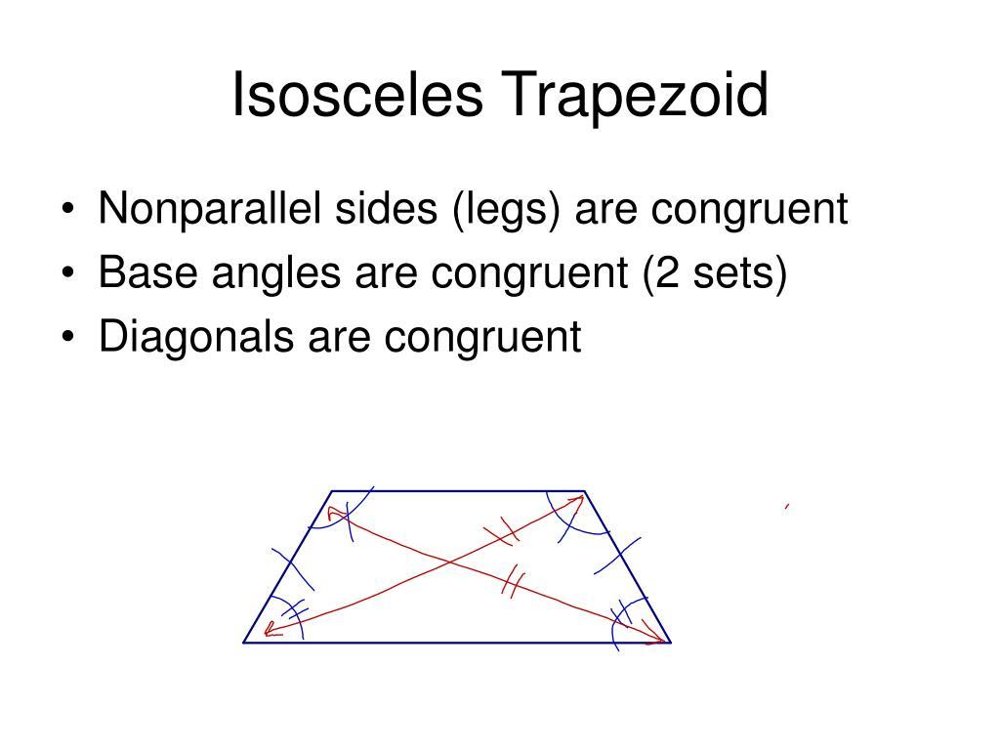 Isosceles Trapezoid
• Nonparallel sides (legs) are congruent
• Base angles are congruent (2 sets)
• Diagonals are congruent